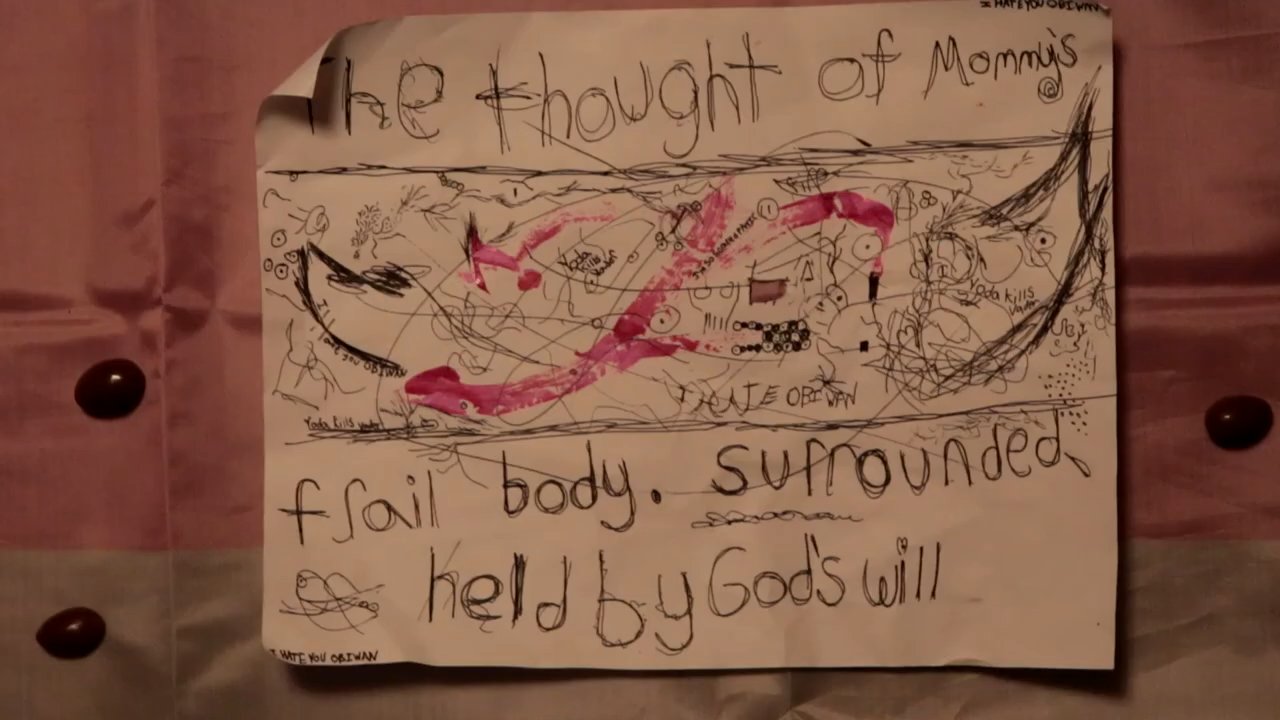 I HATE YOU OBIWAN
The thought of Mommy's
Yoda kills Vader
Yoda kills Vader
I HATE YOU OBIWAN
I HATE OBIWAN
Yoda kills Vader
frail body. surrounded,
held by God's will
I HATE YOU OBIWAN